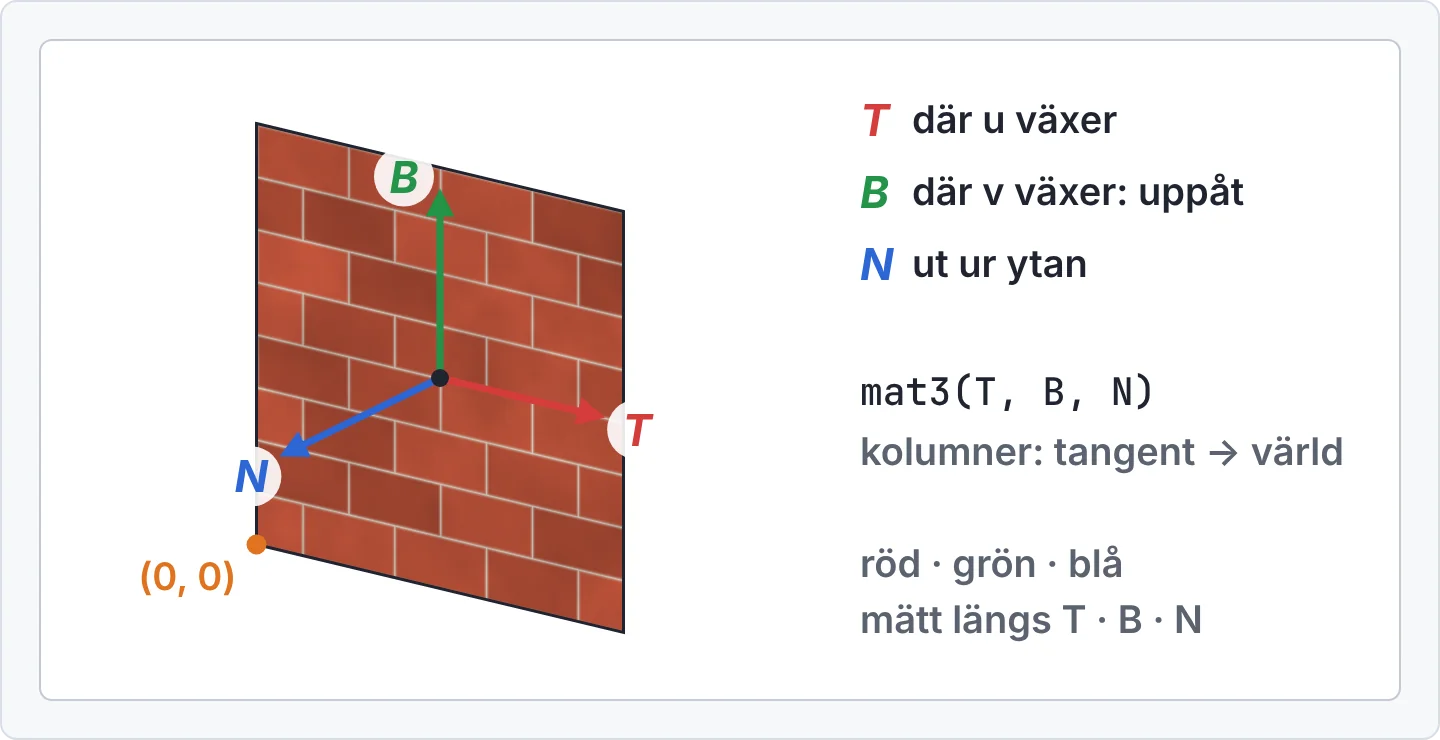 B
T
N
(0, 0)
T där u växer
B där v växer: uppåt
N ut ur ytan
mat3(T, B, N)
kolumner: tangent → värld
röd · grön · blå
mätt längs T · B · N